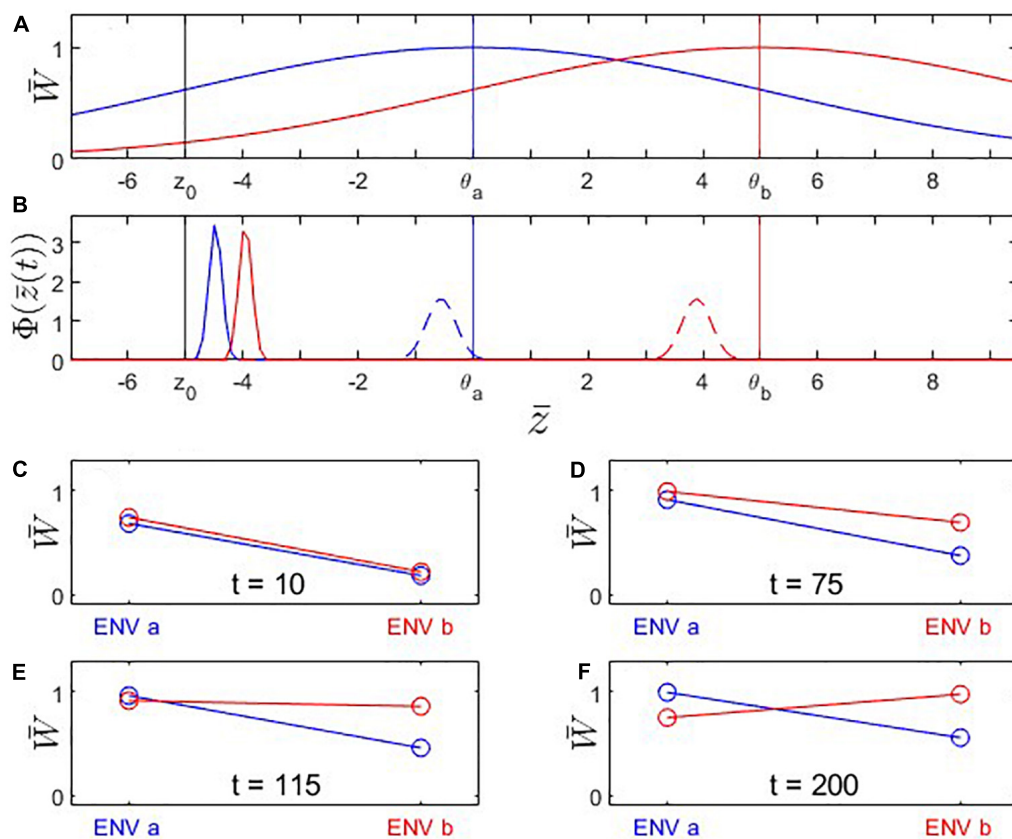 A
W̄
1
0
-6 z₀ -4 -2 θₐ 2 4 θ_b 6 8
B
Φ(z̄(t))
3
2
1
0
-6 z₀ -4 -2 θₐ 2 4 θ_b 6 8
z̄
C
W̄
1
0
t = 10
ENV a ENV b
D
W̄
1
0
t = 75
ENV a ENV b
E
W̄
1
0
t = 115
ENV a ENV b
F
W̄
1
0
t = 200
ENV a ENV b